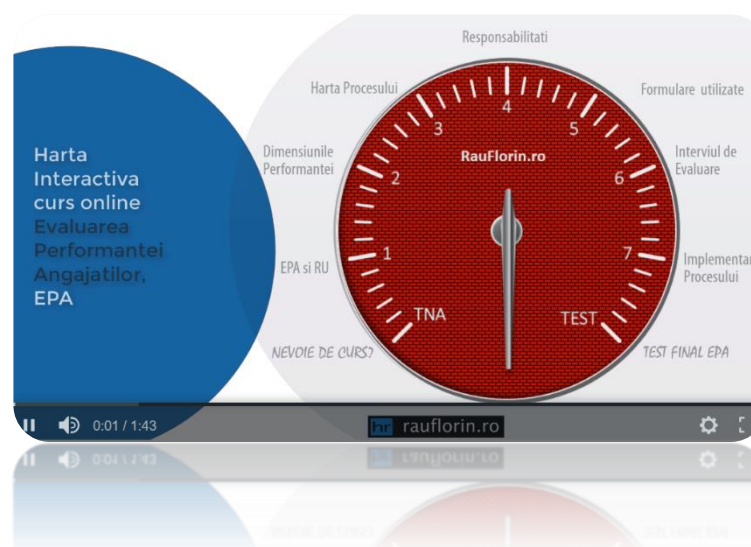 Harta
Interactiva
curs online
Evaluarea
Performantei
Angajatilor,
EPA
Responsabilitati
Harta Procesului
Formulare utilizate
Dimensiunile
Performantei
Interviul de
Evaluare
EPA si RU
Implementar
Procesului
NEVOIE DE CURS?
TEST FINAL EPA
RauFlorin.ro
TNA
1
2
3
4
5
6
7
TEST
0:01 / 1:43
hr rauflorin.ro